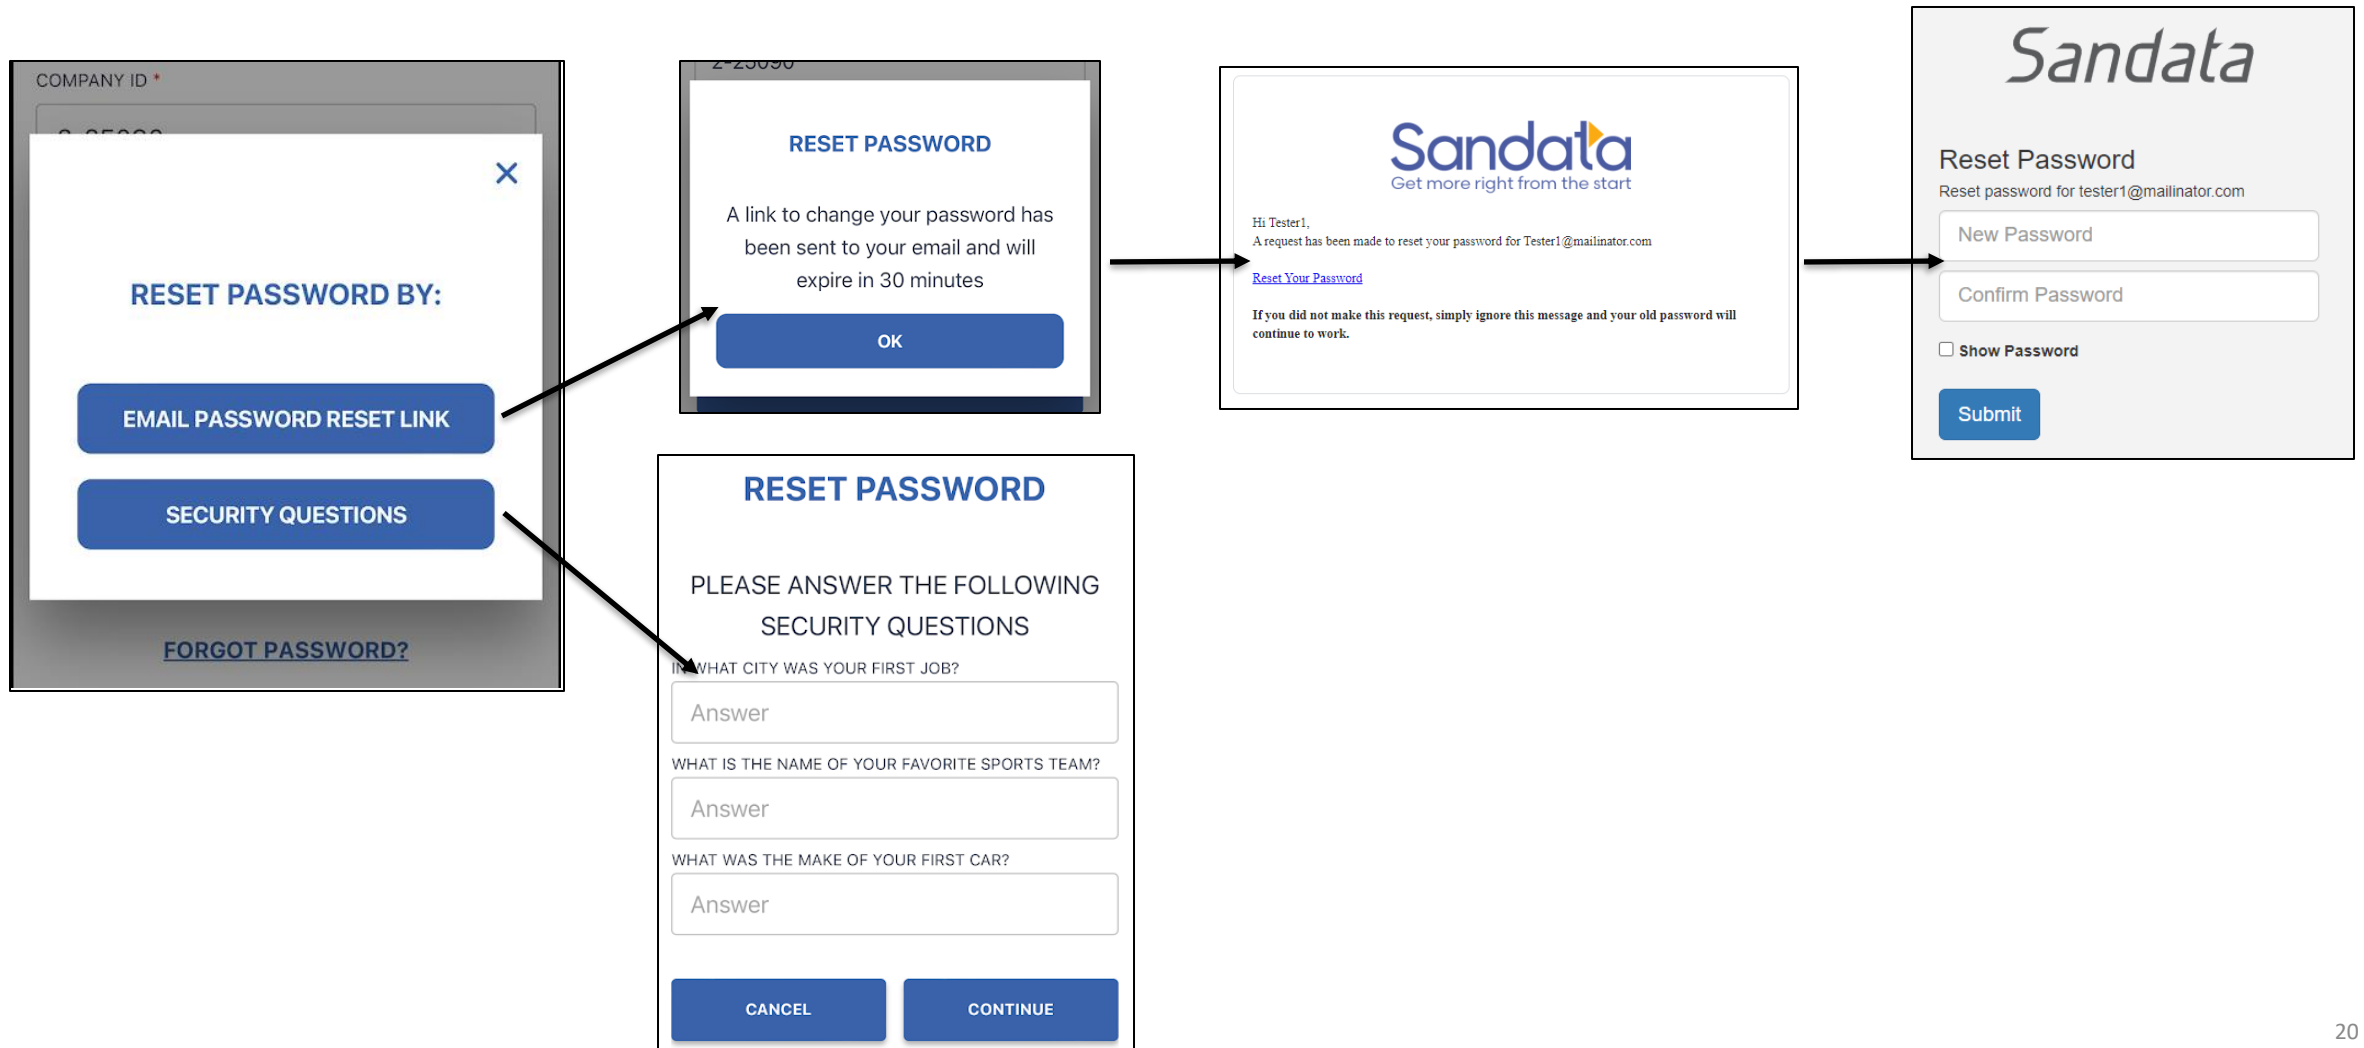 COMPANY ID *
RESET PASSWORD BY:
EMAIL PASSWORD RESET LINK
SECURITY QUESTIONS
FORGOT PASSWORD?
2-25090
RESET PASSWORD
A link to change your password has
been sent to your email and will
expire in 30 minutes
OK
Sandata
Get more right from the start
Hi Tester1,
A request has been made to reset your password for Tester1@mailinator.com
Reset Your Password
If you did not make this request, simply ignore this message and your old password will
continue to work.
Sandata
Reset Password
Reset password for tester1@mailinator.com
New Password
Confirm Password
Show Password
Submit
RESET PASSWORD
PLEASE ANSWER THE FOLLOWING
SECURITY QUESTIONS
IN WHAT CITY WAS YOUR FIRST JOB?
Answer
WHAT IS THE NAME OF YOUR FAVORITE SPORTS TEAM?
Answer
WHAT WAS THE MAKE OF YOUR FIRST CAR?
Answer
CANCEL
CONTINUE
20